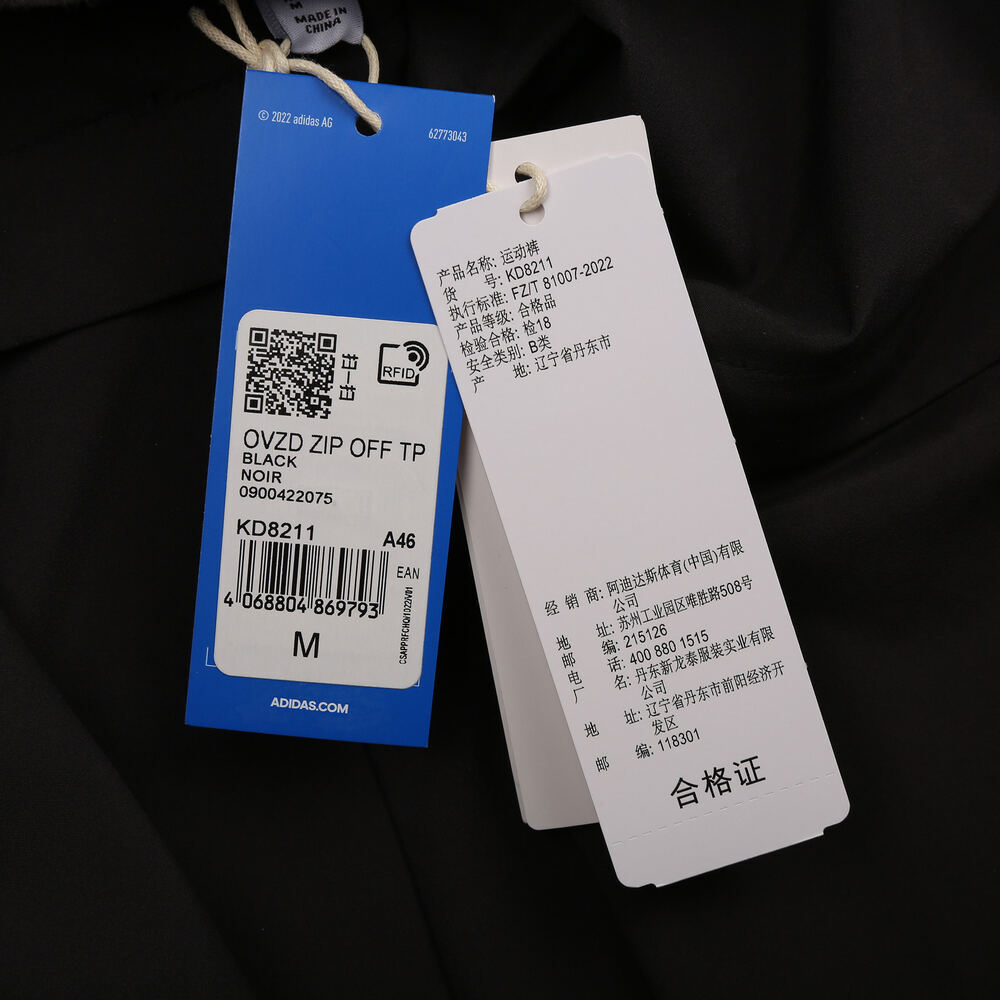 M
MADE IN
CHINA
© 2022 adidas AG
62773043
RFID
OVZD ZIP OFF TP
BLACK
NOIR
0900422075
KD8211
A46
EAN
4 068804 869793
CSAPPRFCHQ/1022/V01
M
ADIDAS.COM
产品名称: 运动裤
货 号: KD8211
执行标准: FZ/T 81007-2022
产品等级: 合格品
检验合格: 检18
安全类别: B类
产 地: 辽宁省丹东市
经 销 商: 阿迪达斯体育(中国)有限
公司
地 址: 苏州工业园区唯胜路508号
邮 编: 215126
电 话: 400 880 1515
厂 名: 丹东新龙泰服装实业有限
公司
地 址: 辽宁省丹东市前阳经济开
发区
邮 编: 118301
合格证